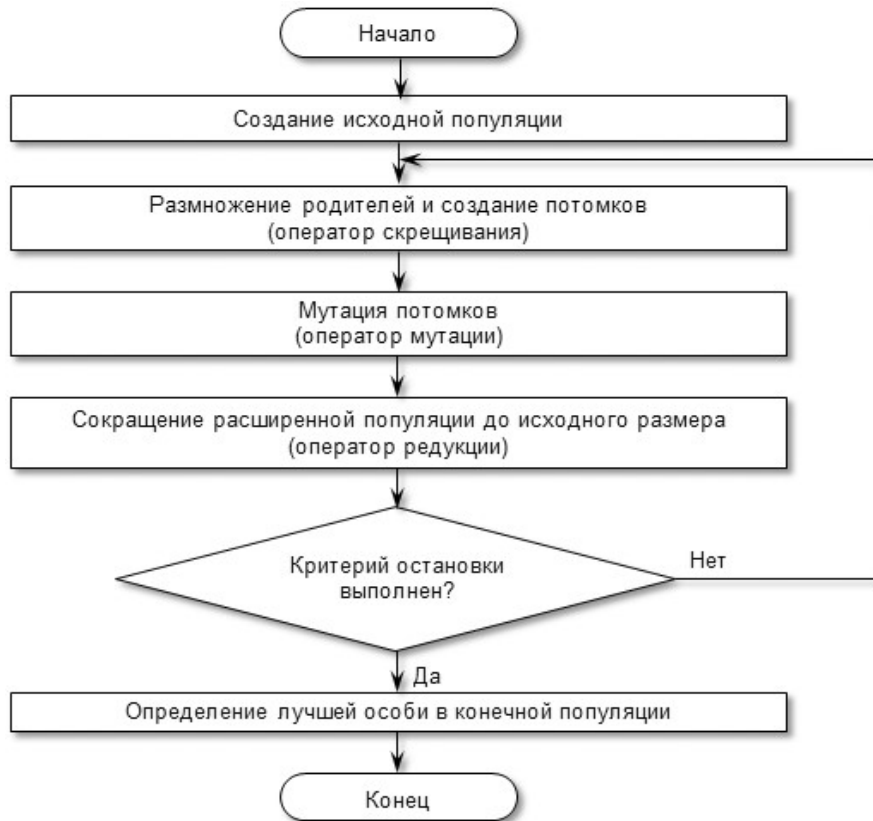 Начало
Создание исходной популяции
Размножение родителей и создание потомков
(оператор скрещивания)
Мутация потомков
(оператор мутации)
Сокращение расширенной популяции до исходного размера
(оператор редукции)
Критерий остановки
выполнен?
Нет
Да
Определение лучшей особи в конечной популяции
Конец